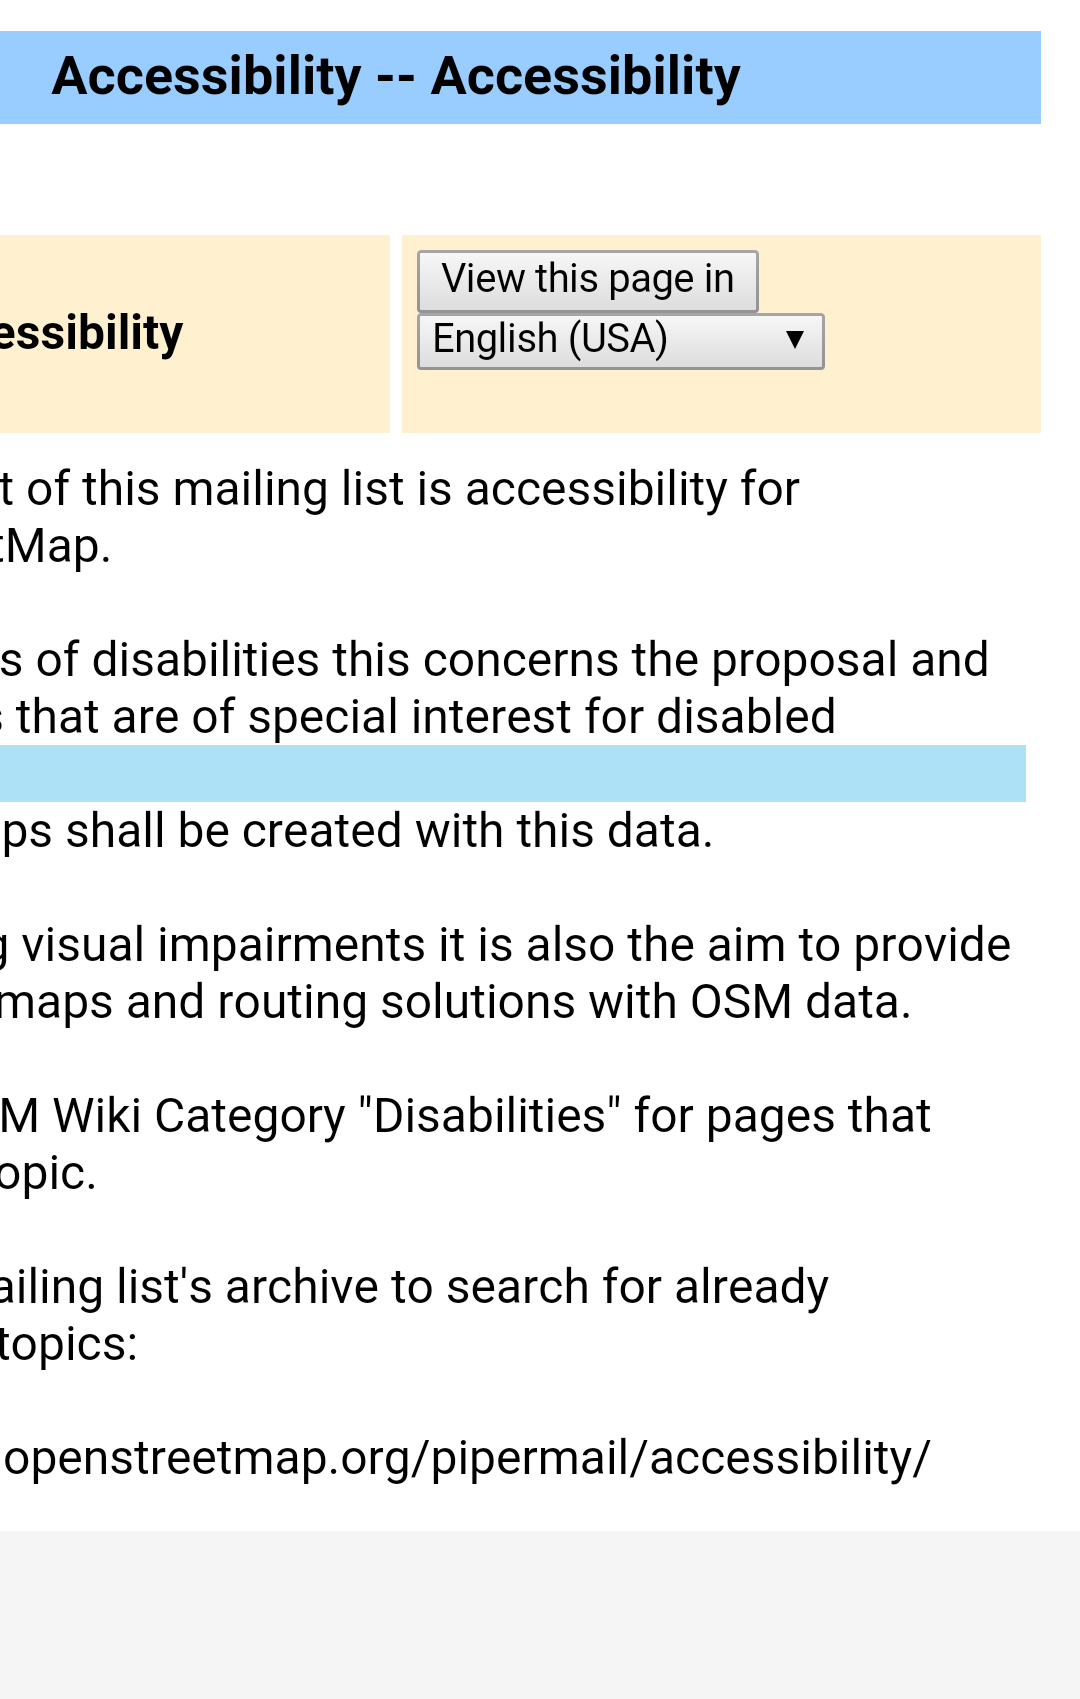 Accessibility -- Accessibility
View this page in
English (USA)
essibility
t of this mailing list is accessibility for
tMap.
s of disabilities this concerns the proposal and
s that are of special interest for disabled
ps shall be created with this data.
g visual impairments it is also the aim to provide
maps and routing solutions with OSM data.
M Wiki Category "Disabilities" for pages that
opic.
ailing list's archive to search for already
topics:
openstreetmap.org/pipermail/accessibility/